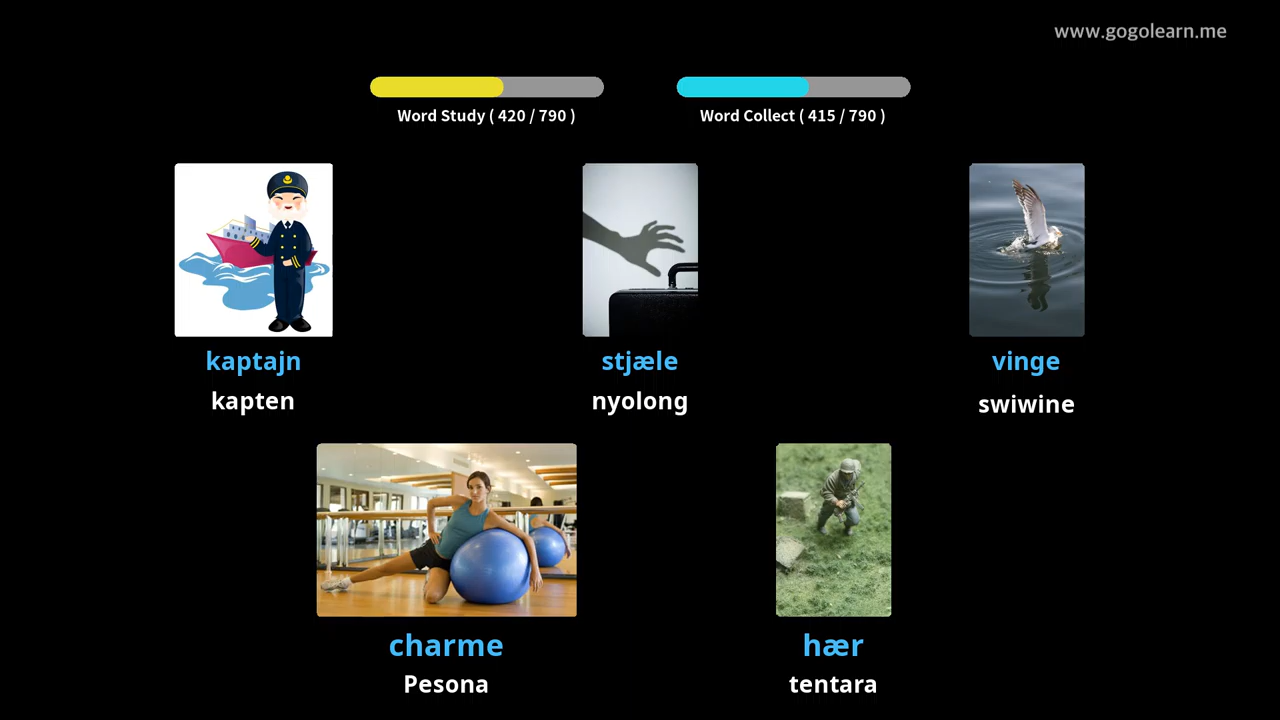 www.gogolearn.me
Word Study ( 420 / 790 )
Word Collect ( 415 / 790 )
kaptajn
kapten
stjæle
nyolong
vinge
swiwine
charme
Pesona
hær
tentara